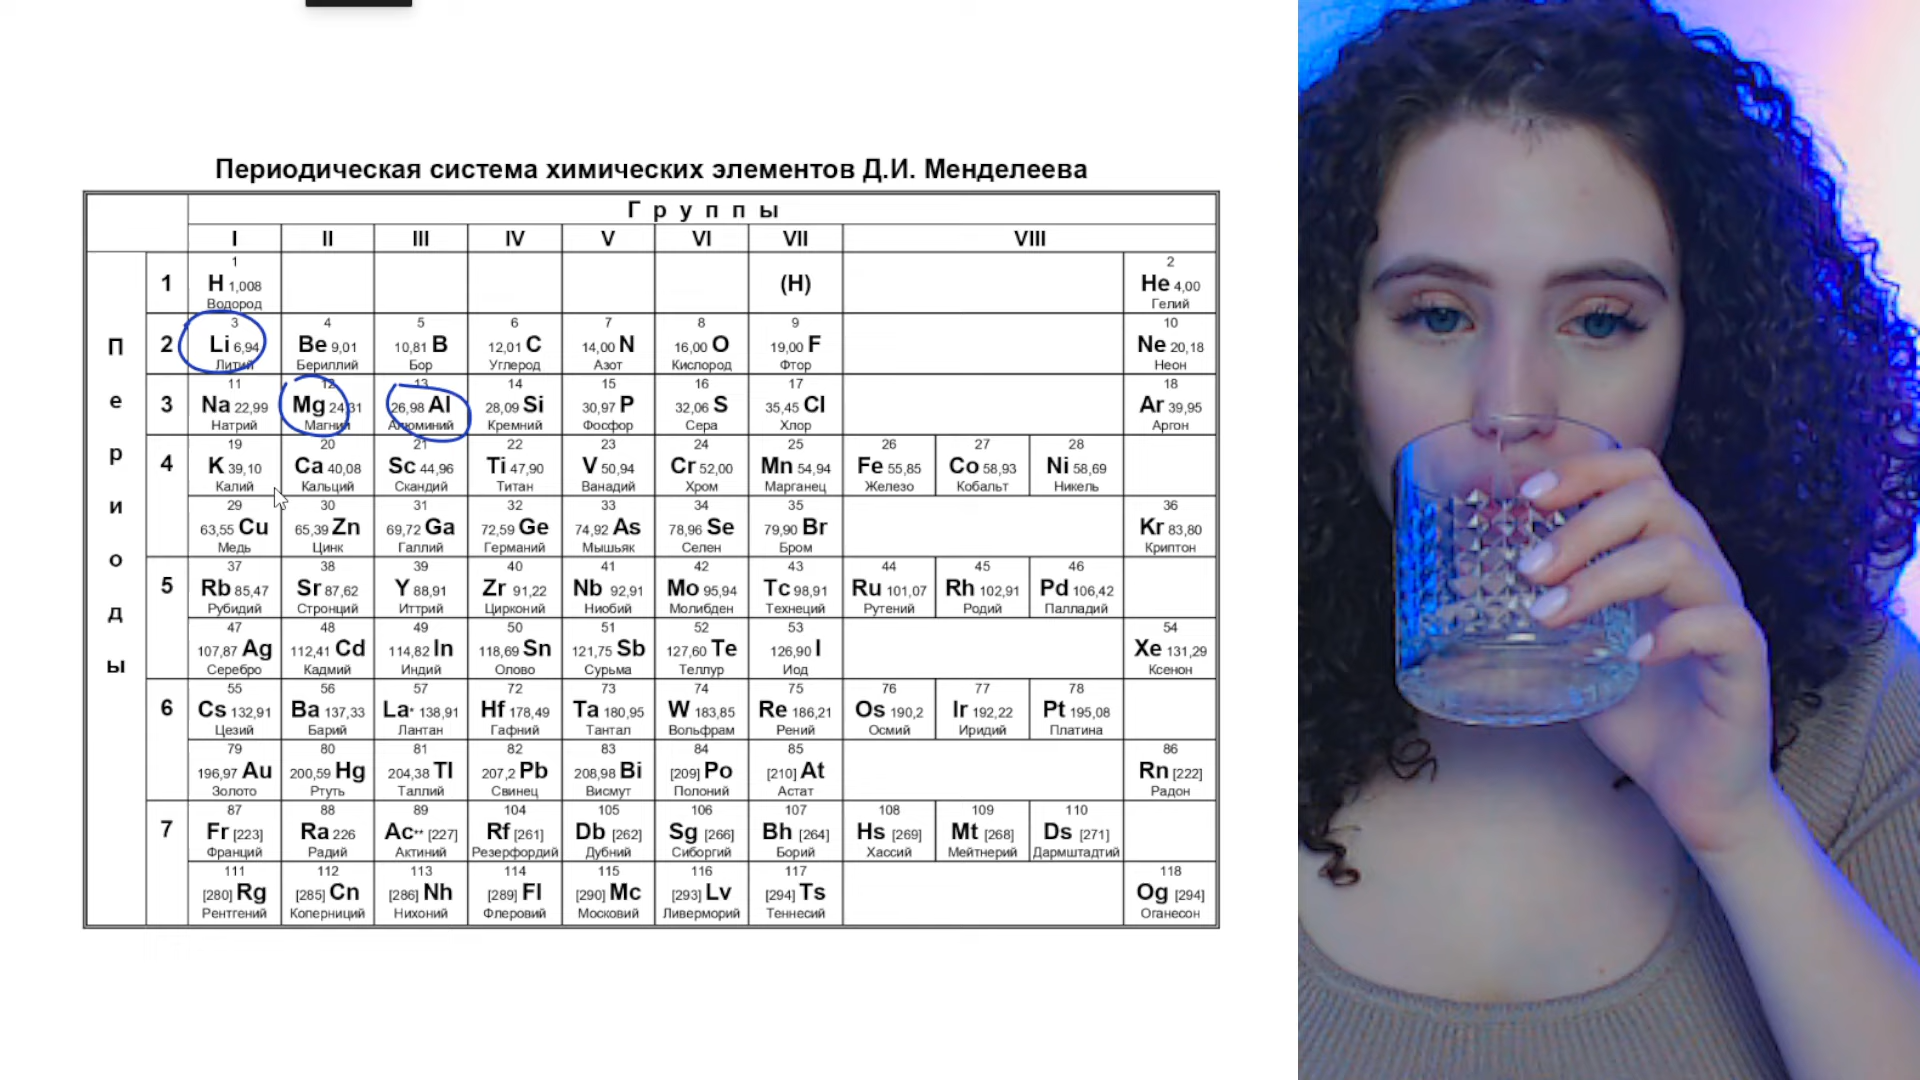 Периодическая система химических элементов Д.И. Менделеева
Группы
I II III IV V VI VII VIII
Периоды
1 2
1 H 1,008 (H) He 4,00
Водород Гелий
3 4 5 6 7 8 9 10
2 Li 6,94 Be 9,01 10,81 B 12,01 C 14,00 N 16,00 O 19,00 F Ne 20,18
Литий Бериллий Бор Углерод Азот Кислород Фтор Неон
11 12 13 14 15 16 17 18
3 Na 22,99 Mg 24,31 26,98 Al 28,09 Si 30,97 P 32,06 S 35,45 Cl Ar 39,95
Натрий Магний Алюминий Кремний Фосфор Сера Хлор Аргон
19 20 21 22 23 24 25 26 27 28
4 K 39,10 Ca 40,08 Sc 44,96 Ti 47,90 V 50,94 Cr 52,00 Mn 54,94 Fe 55,85 Co 58,93 Ni 58,69
Калий Кальций Скандий Титан Ванадий Хром Марганец Железо Кобальт Никель
29 30 31 32 33 34 35 36
63,55 Cu 65,39 Zn 69,72 Ga 72,59 Ge 74,92 As 78,96 Se 79,90 Br Kr 83,80
Медь Цинк Галлий Германий Мышьяк Селен Бром Криптон
37 38 39 40 41 42 43 44 45 46
5 Rb 85,47 Sr 87,62 Y 88,91 Zr 91,22 Nb 92,91 Mo 95,94 Tc 98,91 Ru 101,07 Rh 102,91 Pd 106,42
Рубидий Стронций Иттрий Цирконий Ниобий Молибден Технеций Рутений Родий Палладий
47 48 49 50 51 52 53 54
107,87 Ag 112,41 Cd 114,82 In 118,69 Sn 121,75 Sb 127,60 Te 126,90 I Xe 131,29
Серебро Кадмий Индий Олово Сурьма Теллур Иод Ксенон
55 56 57 72 73 74 75 76 77 78
6 Cs 132,91 Ba 137,33 La* 138,91 Hf 178,49 Ta 180,95 W 183,85 Re 186,21 Os 190,2 Ir 192,22 Pt 195,08
Цезий Барий Лантан Гафний Тантал Вольфрам Рений Осмий Иридий Платина
79 80 81 82 83 84 85 86
196,97 Au 200,59 Hg 204,38 Tl 207,2 Pb 208,98 Bi [209] Po [210] At Rn [222]
Золото Ртуть Таллий Свинец Висмут Полоний Астат Радон
87 88 89 104 105 106 107 108 109 110
7 Fr [223] Ra 226 Ac** [227] Rf [261] Db [262] Sg [266] Bh [264] Hs [269] Mt [268] Ds [271]
Франций Радий Актиний Резерфордий Дубний Сиборгий Борий Хассий Мейтнерий Дармштадтий
111 112 113 114 115 116 117 118
[280] Rg [285] Cn [286] Nh [289] Fl [290] Mc [293] Lv [294] Ts Og [294]
Рентгений Коперниций Нихоний Флеровий Московий Ливерморий Теннесий Оганесон